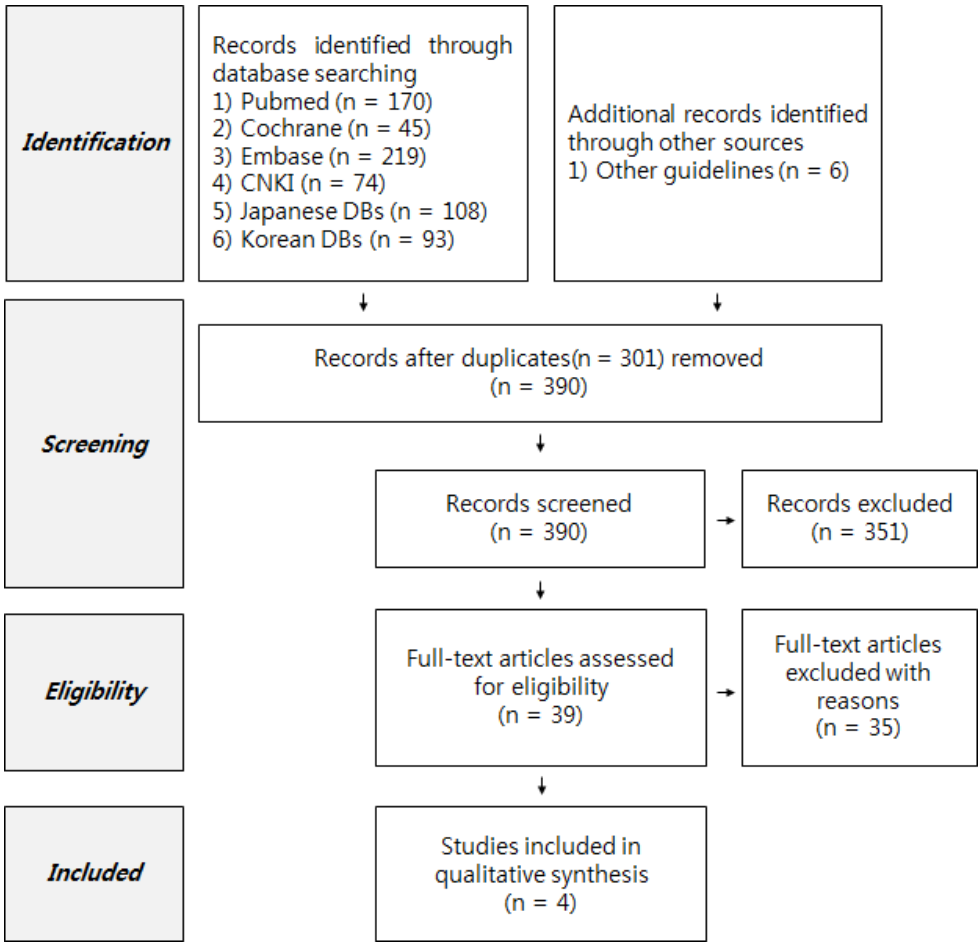 Identification
Records identified through
database searching
1) Pubmed (n = 170)
2) Cochrane (n = 45)
3) Embase (n = 219)
4) CNKI (n = 74)
5) Japanese DBs (n = 108)
6) Korean DBs (n = 93)
Additional records identified
through other sources
1) Other guidelines (n = 6)
Screening
Records after duplicates(n = 301) removed
(n = 390)
Records screened
(n = 390)
Records excluded
(n = 351)
Eligibility
Full-text articles assessed
for eligibility
(n = 39)
Full-text articles
excluded with
reasons
(n = 35)
Included
Studies included in
qualitative synthesis
(n = 4)